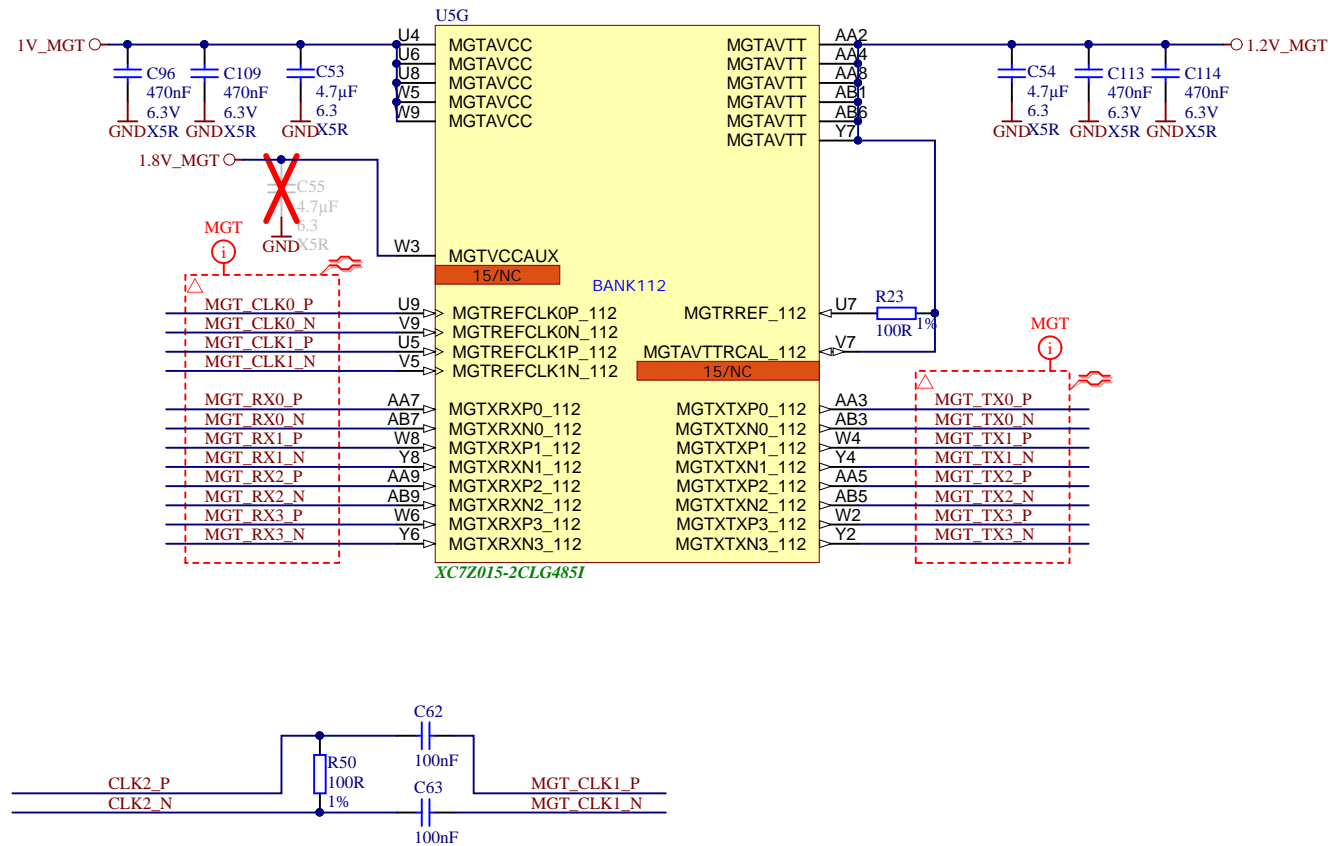 U5G
1V_MGT
C96
470nF
6.3V
X5R
GND
C109
470nF
6.3V
X5R
GND
C53
4.7µF
6.3
X5R
GND
1.8V_MGT
C55
4.7µF
6.3
X5R
GND
U4 MGTAVCC
U6 MGTAVCC
U8 MGTAVCC
W5 MGTAVCC
W9 MGTAVCC
MGTAVTT AA2
MGTAVTT AA4
MGTAVTT AA8
MGTAVTT AB1
MGTAVTT AB6
MGTAVTT Y7
1.2V_MGT
C54
4.7µF
6.3
X5R
GND
C113
470nF
6.3V
X5R
GND
C114
470nF
6.3V
X5R
GND
W3 MGTVCCAUX
15/NC
BANK112
MGT
i
MGT_CLK0_P U9 MGTREFCLK0P_112
MGT_CLK0_N V9 MGTREFCLK0N_112
MGT_CLK1_P U5 MGTREFCLK1P_112
MGT_CLK1_N V5 MGTREFCLK1N_112
MGTRREF_112 U7
R23
100R
1%
MGTAVTTRCAL_112 V7
15/NC
MGT
i
MGT_RX0_P AA7 MGTXRXP0_112
MGT_RX0_N AB7 MGTXRXN0_112
MGT_RX1_P W8 MGTXRXP1_112
MGT_RX1_N Y8 MGTXRXN1_112
MGT_RX2_P AA9 MGTXRXP2_112
MGT_RX2_N AB9 MGTXRXN2_112
MGT_RX3_P W6 MGTXRXP3_112
MGT_RX3_N Y6 MGTXRXN3_112
MGTXTXP0_112 AA3 MGT_TX0_P
MGTXTXN0_112 AB3 MGT_TX0_N
MGTXTXP1_112 W4 MGT_TX1_P
MGTXTXN1_112 Y4 MGT_TX1_N
MGTXTXP2_112 AA5 MGT_TX2_P
MGTXTXN2_112 AB5 MGT_TX2_N
MGTXTXP3_112 W2 MGT_TX3_P
MGTXTXN3_112 Y2 MGT_TX3_N
XC7Z015-2CLG485I
C62
100nF
R50
100R
1%
C63
100nF
CLK2_P
CLK2_N
MGT_CLK1_P
MGT_CLK1_N